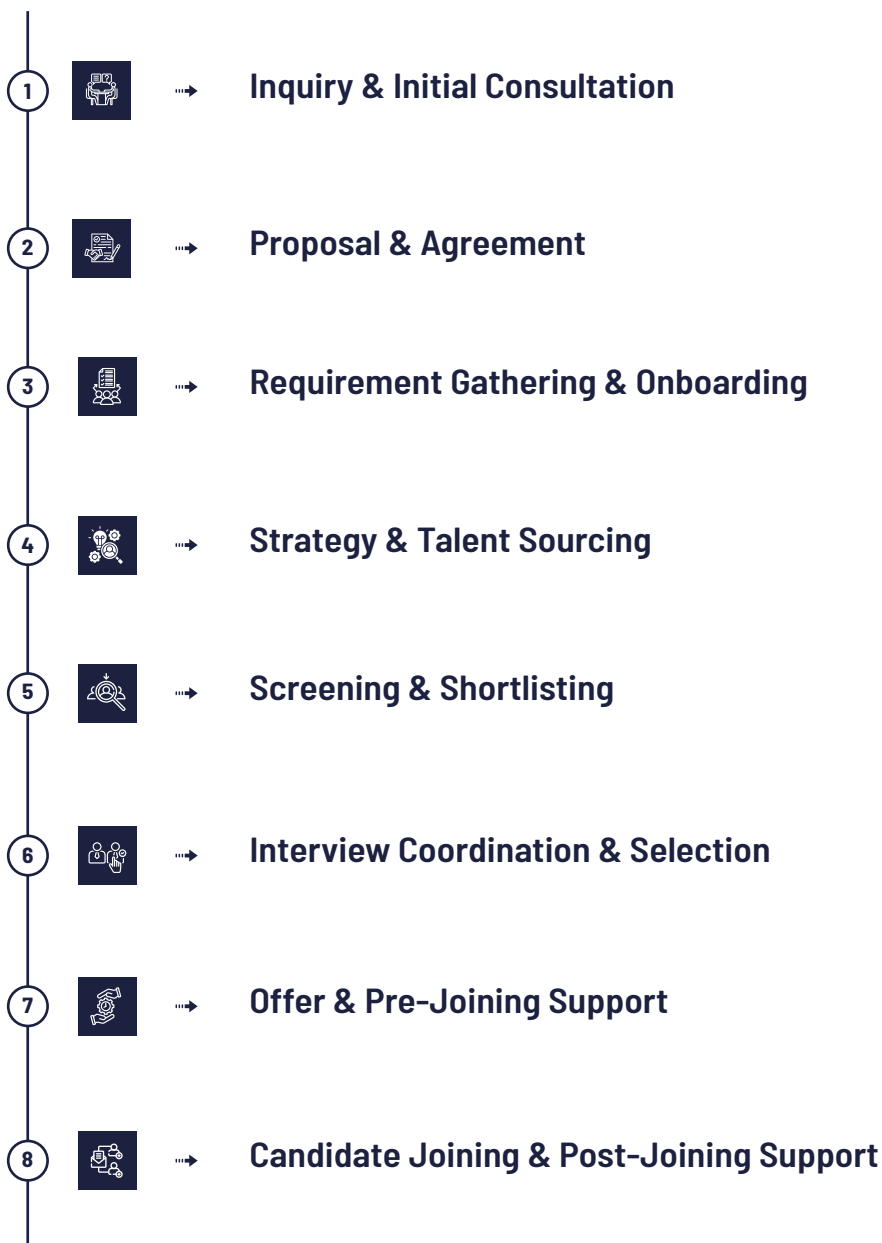 1 Inquiry & Initial Consultation
2 Proposal & Agreement
3 Requirement Gathering & Onboarding
4 Strategy & Talent Sourcing
5 Screening & Shortlisting
6 Interview Coordination & Selection
7 Offer & Pre-Joining Support
8 Candidate Joining & Post-Joining Support